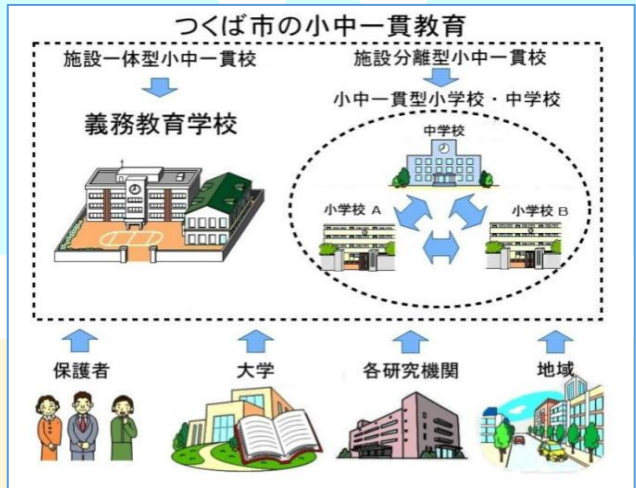 つくば市の小中一貫教育
施設一体型小中一貫校
施設分離型小中一貫校
義務教育学校
小中一貫型小学校・中学校
中学校
小学校 A
小学校 B
保護者
大学
各研究機関
地域